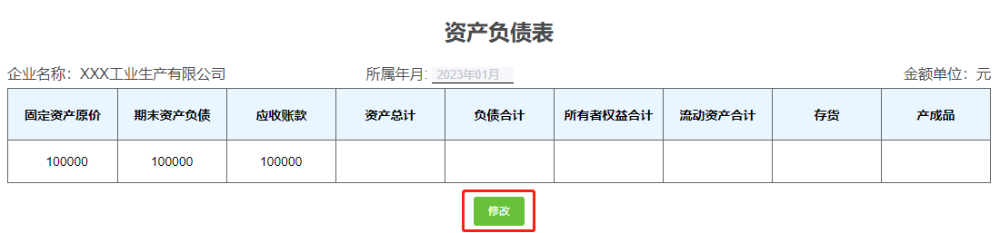 资产负债表
企业名称：XXX工业生产有限公司 所属年月: 2023年01月 金额单位：元
固定资产原价 期末资产负债 应收账款 资产总计 负债合计 所有者权益合计 流动资产合计 存货 产成品
100000 100000 100000
修改